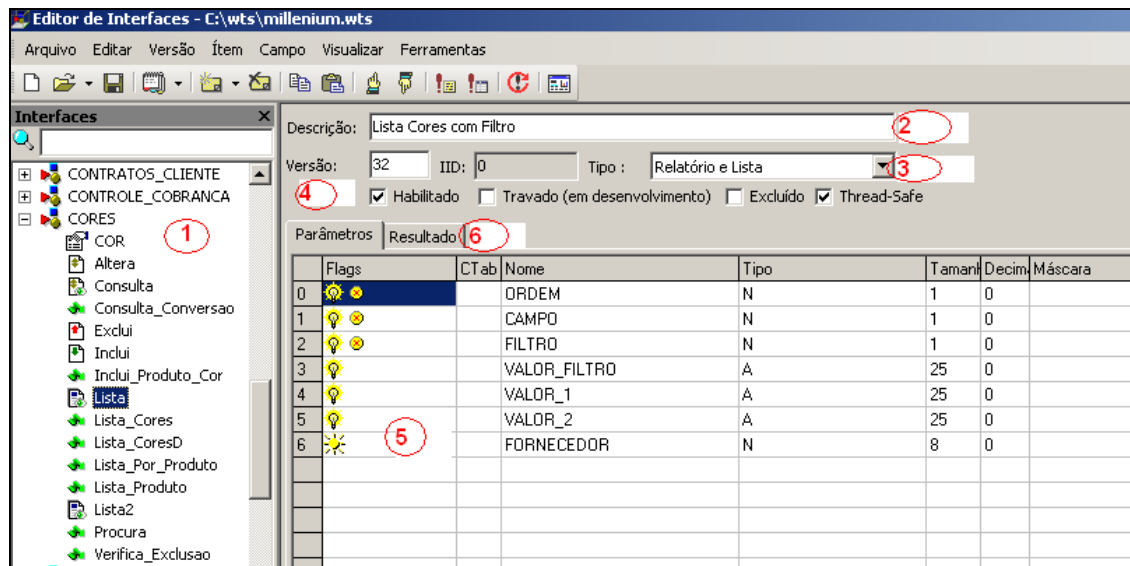 Editor de Interfaces - C:\wts\millenium.wts
Arquivo Editar Versão Ítem Campo Visualizar Ferramentas
Interfaces X
CONTRATOS_CLIENTE
CONTROLE_COBRANCA
CORES
COR
1
Altera
Consulta
Consulta_Conversao
Exclui
Inclui
Inclui_Produto_Cor
Lista
Lista_Cores
Lista_CoresD
Lista_Por_Produto
Lista_Produto
Lista2
Procura
Verifica_Exclusao
Descrição: Lista Cores com Filtro 2
Versão: 32 IID: 0 Tipo : Relatório e Lista 3
4 Habilitado Travado (em desenvolvimento) Excluído Thread-Safe
Parâmetros Resultado 6
Flags CTab Nome Tipo Tamanh Decim Máscara
0 ORDEM N 1 0
1 CAMPO N 1 0
2 FILTRO N 1 0
3 VALOR_FILTRO A 25 0
4 VALOR_1 A 25 0
5 VALOR_2 A 25 0
6 5 FORNECEDOR N 8 0